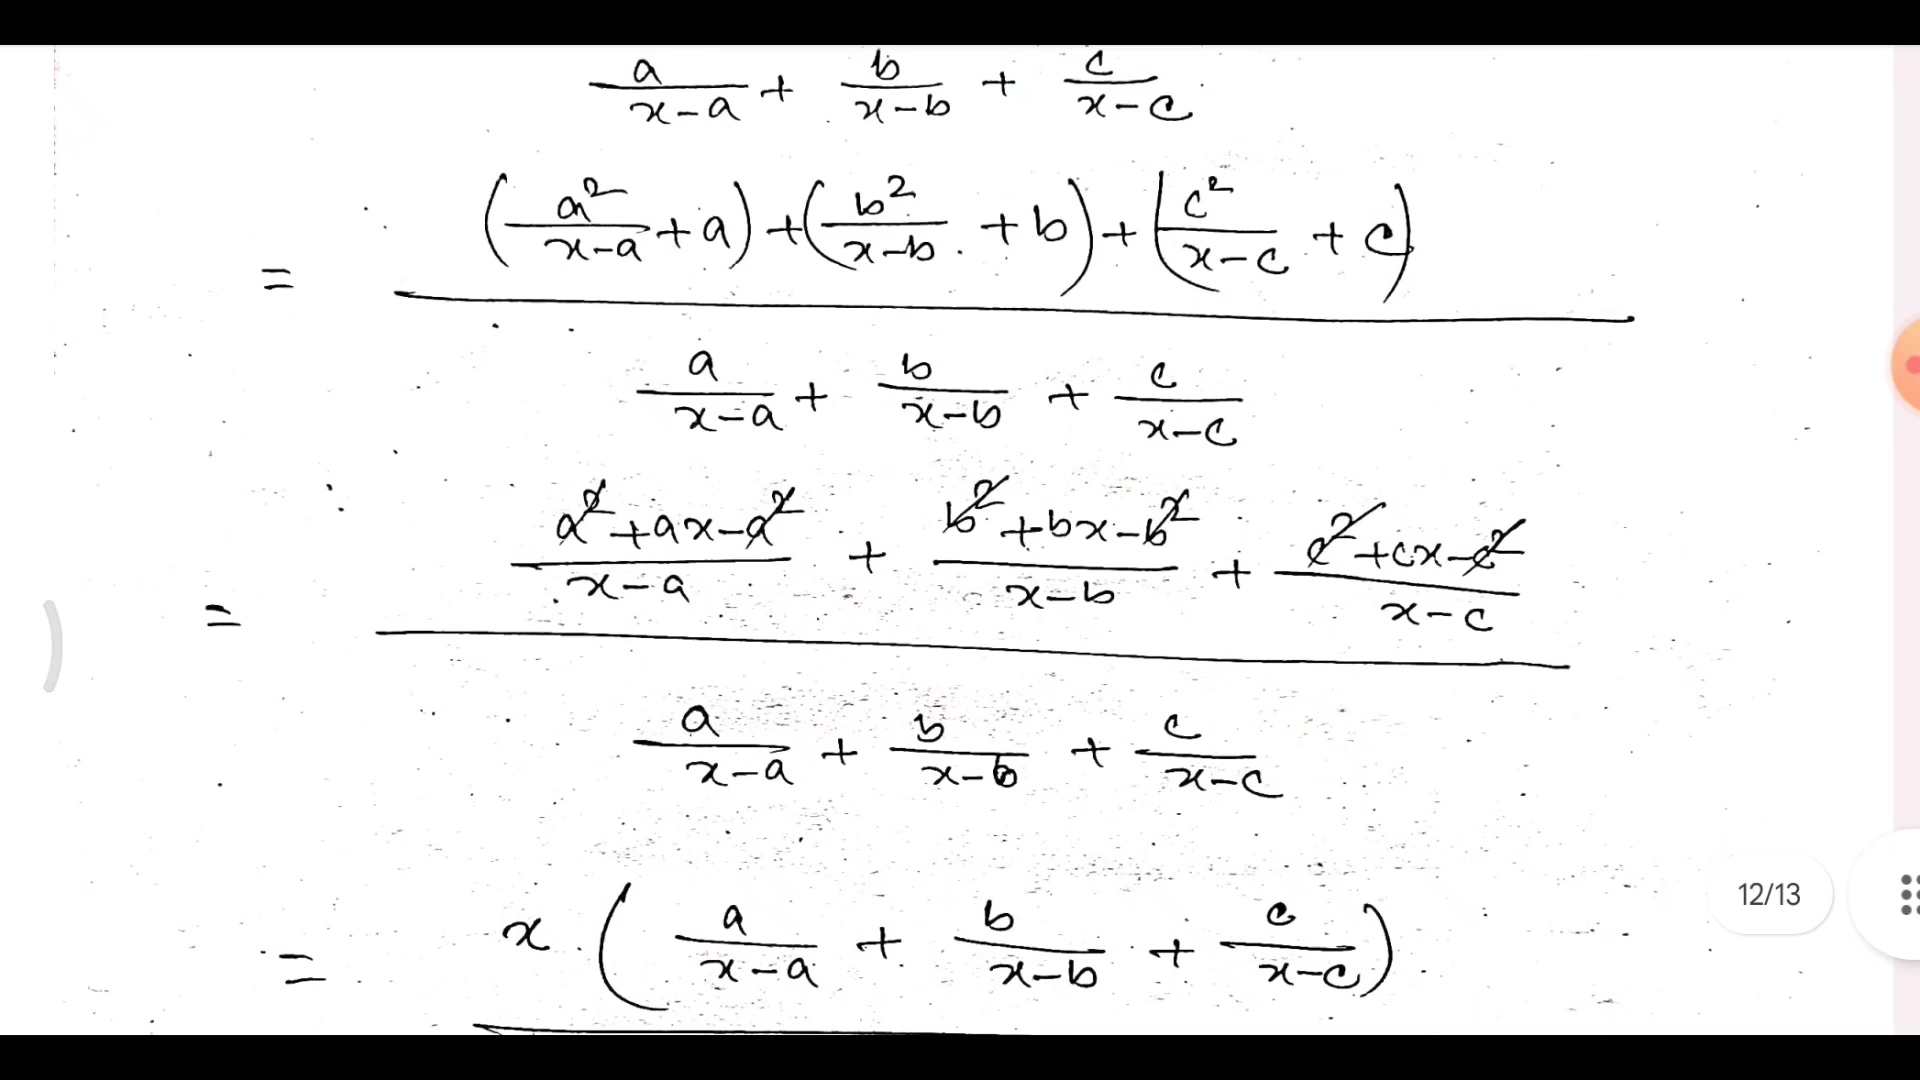 a/(x-a) + b/(x-b) + c/(x-c)
= ((a²/(x-a) + a) + (b²/(x-b) + b) + (c²/(x-c) + c))
a/(x-a) + b/(x-b) + c/(x-c)
= (a²+ax-a²)/(x-a) + (b²+bx-b²)/(x-b) + (c²+cx-c²)/(x-c)
a/(x-a) + b/(x-b) + c/(x-c)
12/13
= x.(a/(x-a) + b/(x-b) + c/(x-c))